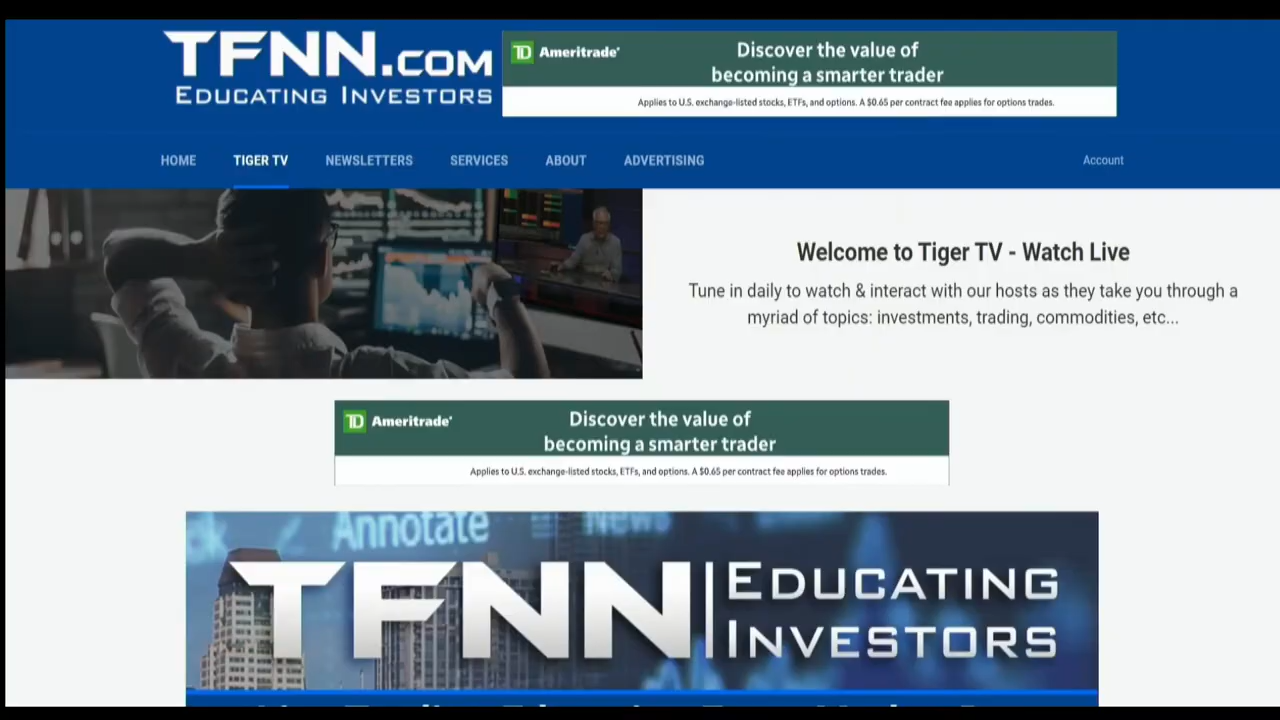 TFNN.COM
EDUCATING INVESTORS
TD Ameritrade
Discover the value of
becoming a smarter trader
Applies to U.S. exchange-listed stocks, ETFs, and options. A $0.65 per contract fee applies for options trades.
HOME TIGER TV NEWSLETTERS SERVICES ABOUT ADVERTISING Account
Welcome to Tiger TV - Watch Live
Tune in daily to watch & interact with our hosts as they take you through a
myriad of topics: investments, trading, commodities, etc...
TD Ameritrade
Discover the value of
becoming a smarter trader
Applies to U.S. exchange-listed stocks, ETFs, and options. A $0.65 per contract fee applies for options trades.
Annotate News
TFNN EDUCATING
INVESTORS